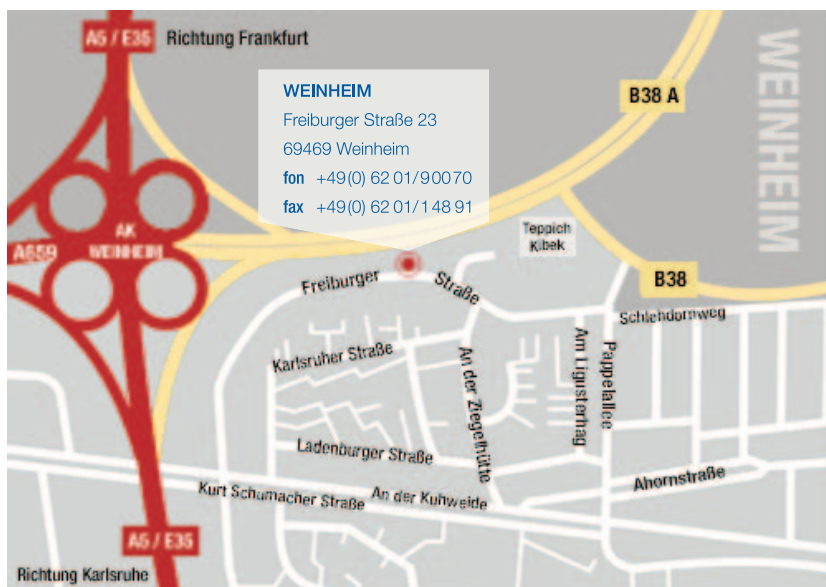 A5 / E35
Richtung Frankfurt
WEINHEIM
WEINHEIM
Freiburger Straße 23
69469 Weinheim
fon +49(0) 62 01/9 00 70
fax +49(0) 62 01/1 48 91
B38 A
AK
WEINHEIM
A659
Teppich
Kibek
B38
Freiburger Straße
Schlehdornweg
Karlsruher Straße
An der Ziegelhütte
Am Ligusterhag
Pappelallee
Ladenburger Straße
Ahornstraße
Kurt Schumacher Straße
An der Kuhweide
A5 / E35
Richtung Karlsruhe